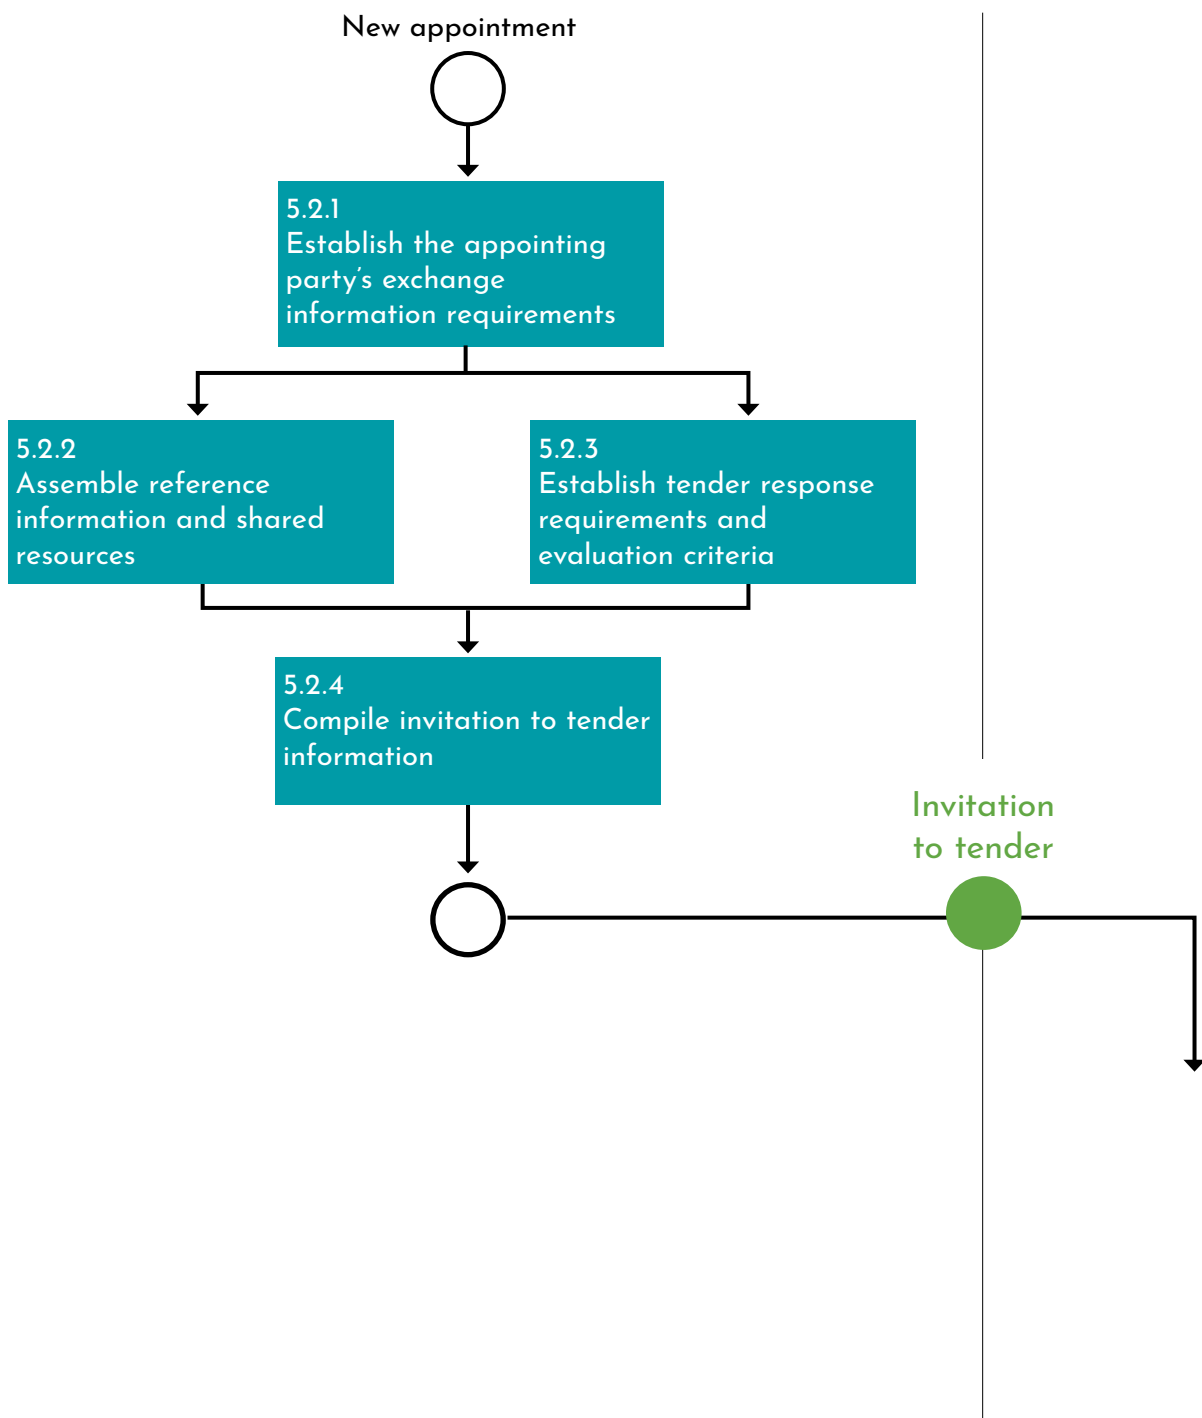 New appointment
5.2.1
Establish the appointing
party's exchange
information requirements
5.2.2
Assemble reference
information and shared
resources
5.2.3
Establish tender response
requirements and
evaluation criteria
5.2.4
Compile invitation to tender
information
Invitation
to tender